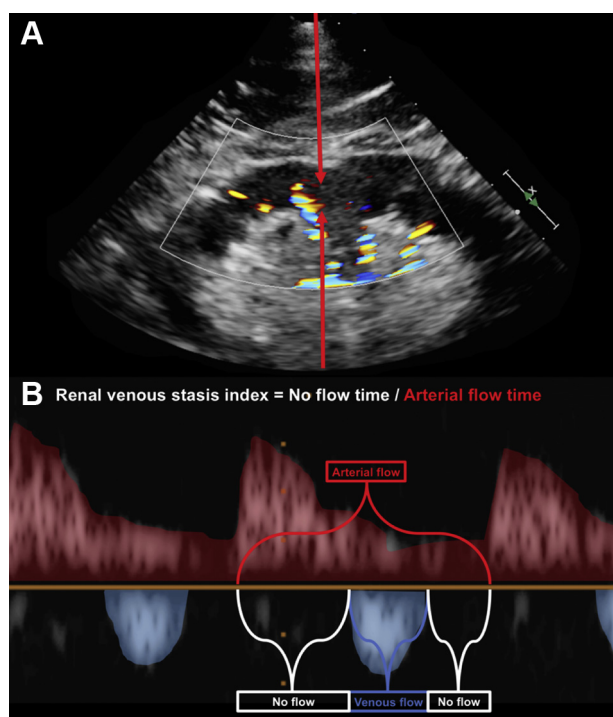 A
B
Renal venous stasis index = No flow time / Arterial flow time
Arterial flow
No flow
Venous flow
No flow